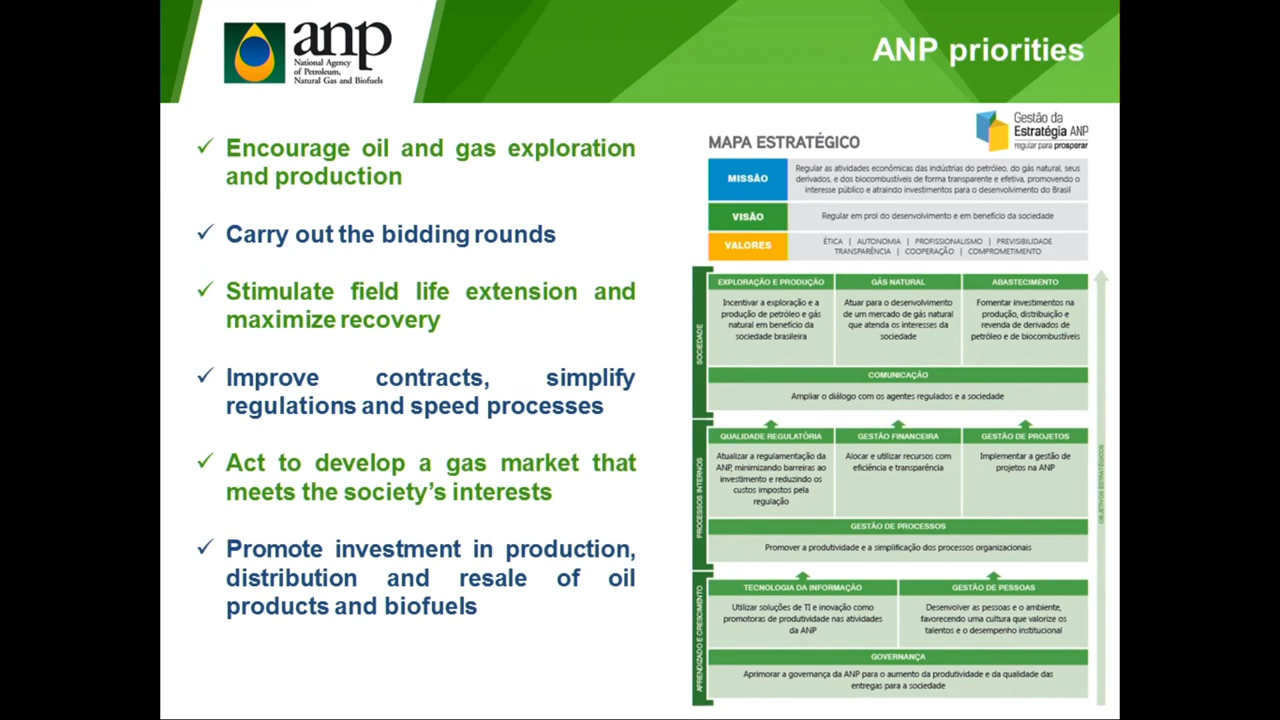 anp
National Agency
of Petroleum,
Natural Gas and Biofuels
ANP priorities
✓ Encourage oil and gas exploration
and production
✓ Carry out the bidding rounds
✓ Stimulate field life extension and
maximize recovery
✓ Improve contracts, simplify
regulations and speed processes
✓ Act to develop a gas market that
meets the society's interests
✓ Promote investment in production,
distribution and resale of oil
products and biofuels
Gestão da
Estratégia ANP
regular para prosperar
MAPA ESTRATÉGICO
MISSÃO
Regular as atividades econômicas das indústrias do petróleo, do gás natural, seus
derivados, e dos biocombustíveis de forma transparente e efetiva, promovendo o
interesse público e atraindo investimentos para o desenvolvimento do Brasil
VISÃO
Regular em prol do desenvolvimento e em benefício da sociedade
VALORES
ÉTICA | AUTONOMIA | PROFISSIONALISMO | PREVISIBILIDADE
TRANSPARÊNCIA | COOPERAÇÃO | COMPROMETIMENTO
SOCIEDADE
EXPLORAÇÃO E PRODUÇÃO
Incentivar a exploração e a
produção de petróleo e gás
natural em benefício da
sociedade brasileira
GÁS NATURAL
Atuar para o desenvolvimento
de um mercado de gás natural
que atenda os interesses da
sociedade
ABASTECIMENTO
Fomentar investimentos na
produção, distribuição e
revenda de derivados de
petróleo e de biocombustíveis
COMUNICAÇÃO
Ampliar o diálogo com os agentes regulados e a sociedade
PROCESSOS INTERNOS
QUALIDADE REGULATÓRIA
Atualizar a regulamentação da
ANP, minimizando barreiras ao
investimento e reduzindo os
custos impostos pela
regulação
GESTÃO FINANCEIRA
Alocar e utilizar recursos com
eficiência e transparência
GESTÃO DE PROJETOS
Implementar a gestão de
projetos na ANP
GESTÃO DE PROCESSOS
Promover a produtividade e a simplificação dos processos organizacionais
APRENDIZADO E CRESCIMENTO
TECNOLOGIA DA INFORMAÇÃO
Utilizar soluções de TI e inovação como
promotoras de produtividade nas atividades
da ANP
GESTÃO DE PESSOAS
Desenvolver as pessoas e o ambiente,
favorecendo uma cultura que valorize os
talentos e o desempenho institucional
GOVERNANÇA
Aprimorar a governança da ANP para o aumento da produtividade e da qualidade das
entregas para a sociedade
OBJETIVOS ESTRATÉGICOS